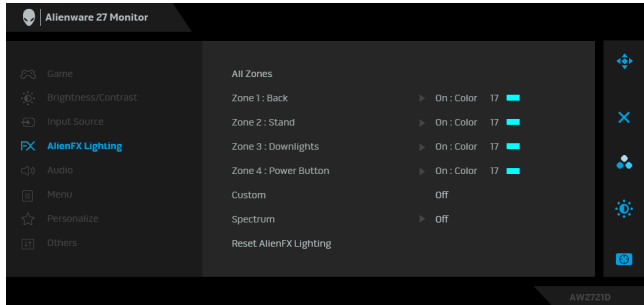 Alienware 27 Monitor
Game
Brightness/Contrast
Input Source
FX AlienFX Lighting
Audio
Menu
Personalize
Others
All Zones
Zone 1 : Back On : Color 17
Zone 2 : Stand On : Color 17
Zone 3 : Downlights On : Color 17
Zone 4 : Power Button On : Color 17
Custom Off
Spectrum Off
Reset AlienFX Lighting
AW2721D